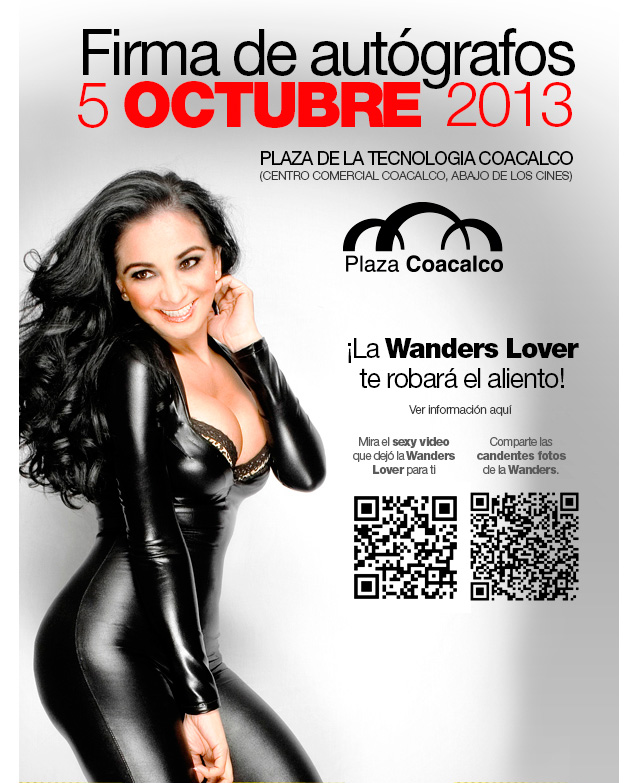 Firma de autógrafos
5 OCTUBRE 2013
PLAZA DE LA TECNOLOGIA COACALCO
(CENTRO COMERCIAL COACALCO, ABAJO DE LOS CINES)
Plaza Coacalco
¡La Wanders Lover
te robará el aliento!
Ver información aquí
Mira el sexy video
que dejó la Wanders
Lover para ti
Comparte las
candentes fotos
de la Wanders.